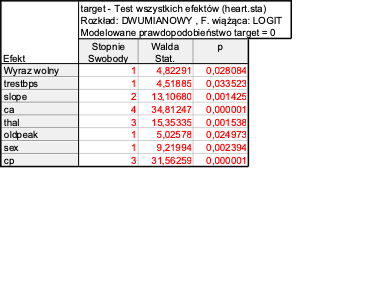 target - Test wszystkich efektów (heart.sta)
Rozkład: DWUMIANOWY , F. wiążąca: LOGIT
Modelowane prawdopodobieństwo target = 0
Efekt Stopnie Swobody Walda Stat. p
Wyraz wolny 1 4,82291 0,028084
trestbps 1 4,51885 0,033523
slope 2 13,10680 0,001425
ca 4 34,81247 0,000001
thal 3 15,35335 0,001538
oldpeak 1 5,02578 0,024973
sex 1 9,21994 0,002394
cp 3 31,56259 0,000001